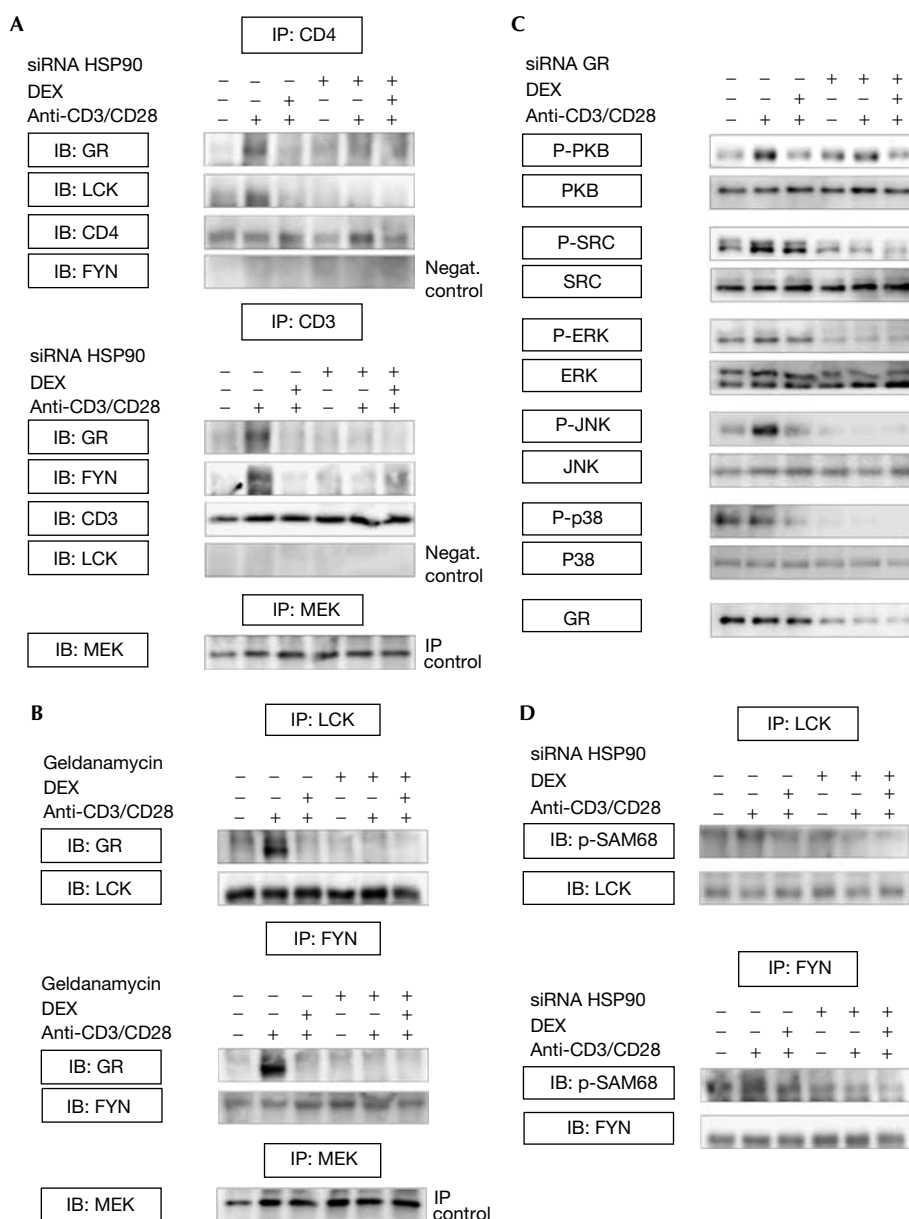 A
IP: CD4
siRNA HSP90 – – – + + +
DEX – – + – – +
Anti-CD3/CD28 – + + – + +
IB: GR
IB: LCK
IB: CD4
IB: FYN Negat. control
IP: CD3
siRNA HSP90 – – – + + +
DEX – – + – – +
Anti-CD3/CD28 – + + – + +
IB: GR
IB: FYN
IB: CD3
IB: LCK Negat. control
IP: MEK
IB: MEK IP control
B
IP: LCK
Geldanamycin – – – + + +
DEX – – + – – +
Anti-CD3/CD28 – + + – + +
IB: GR
IB: LCK
IP: FYN
Geldanamycin – – – + + +
DEX – – + – – +
Anti-CD3/CD28 – + + – + +
IB: GR
IB: FYN
IP: MEK
IB: MEK IP control
C
siRNA GR – – – + + +
DEX – – + – – +
Anti-CD3/CD28 – + + – + +
P-PKB
PKB
P-SRC
SRC
P-ERK
ERK
P-JNK
JNK
P-p38
P38
GR
D
IP: LCK
siRNA HSP90 – – – + + +
DEX – – + – – +
Anti-CD3/CD28 – + + – + +
IB: p-SAM68
IB: LCK
IP: FYN
siRNA HSP90 – – – + + +
DEX – – + – – +
Anti-CD3/CD28 – + + – + +
IB: p-SAM68
IB: FYN